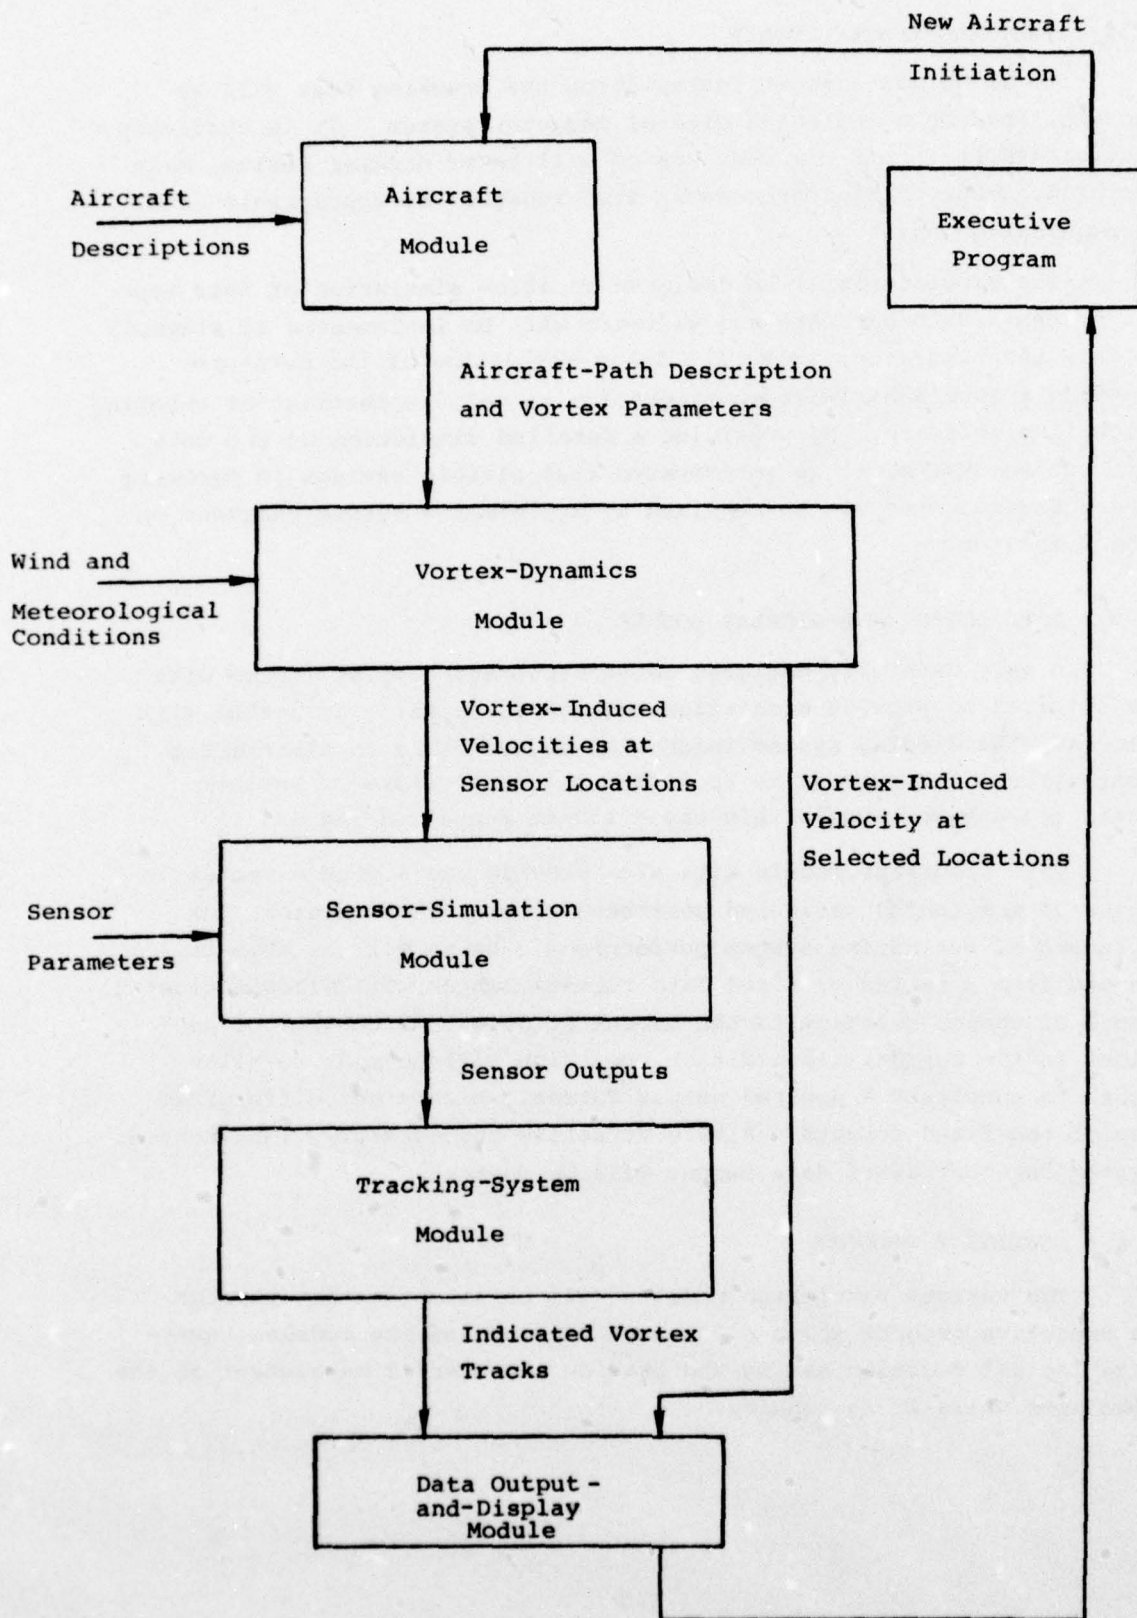 New Aircraft
Initiation
Aircraft
Descriptions
Aircraft
Module
Executive
Program
Aircraft-Path Description
and Vortex Parameters
Wind and
Meteorological
Conditions
Vortex-Dynamics
Module
Vortex-Induced
Velocities at
Sensor Locations
Vortex-Induced
Velocity at
Selected Locations
Sensor
Parameters
Sensor-Simulation
Module
Sensor Outputs
Tracking-System
Module
Indicated Vortex
Tracks
Data Output-
and-Display
Module